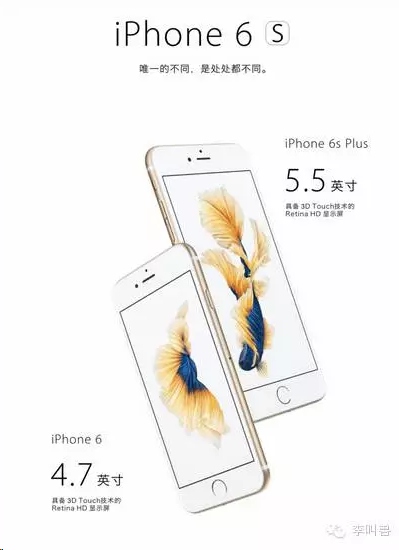 iPhone 6 S
唯一的不同，是处处都不同。
iPhone 6s Plus
5.5 英寸
具备 3D Touch技术的
Retina HD 显示屏
iPhone 6
4.7 英寸
具备 3D Touch技术的
Retina HD 显示屏
李叫兽